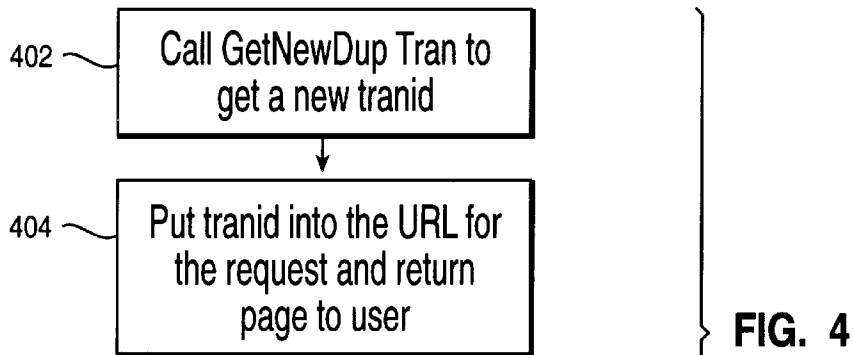 402
Call GetNewDup Tran to
get a new tranid
404
Put tranid into the URL for
the request and return
page to user
FIG. 4